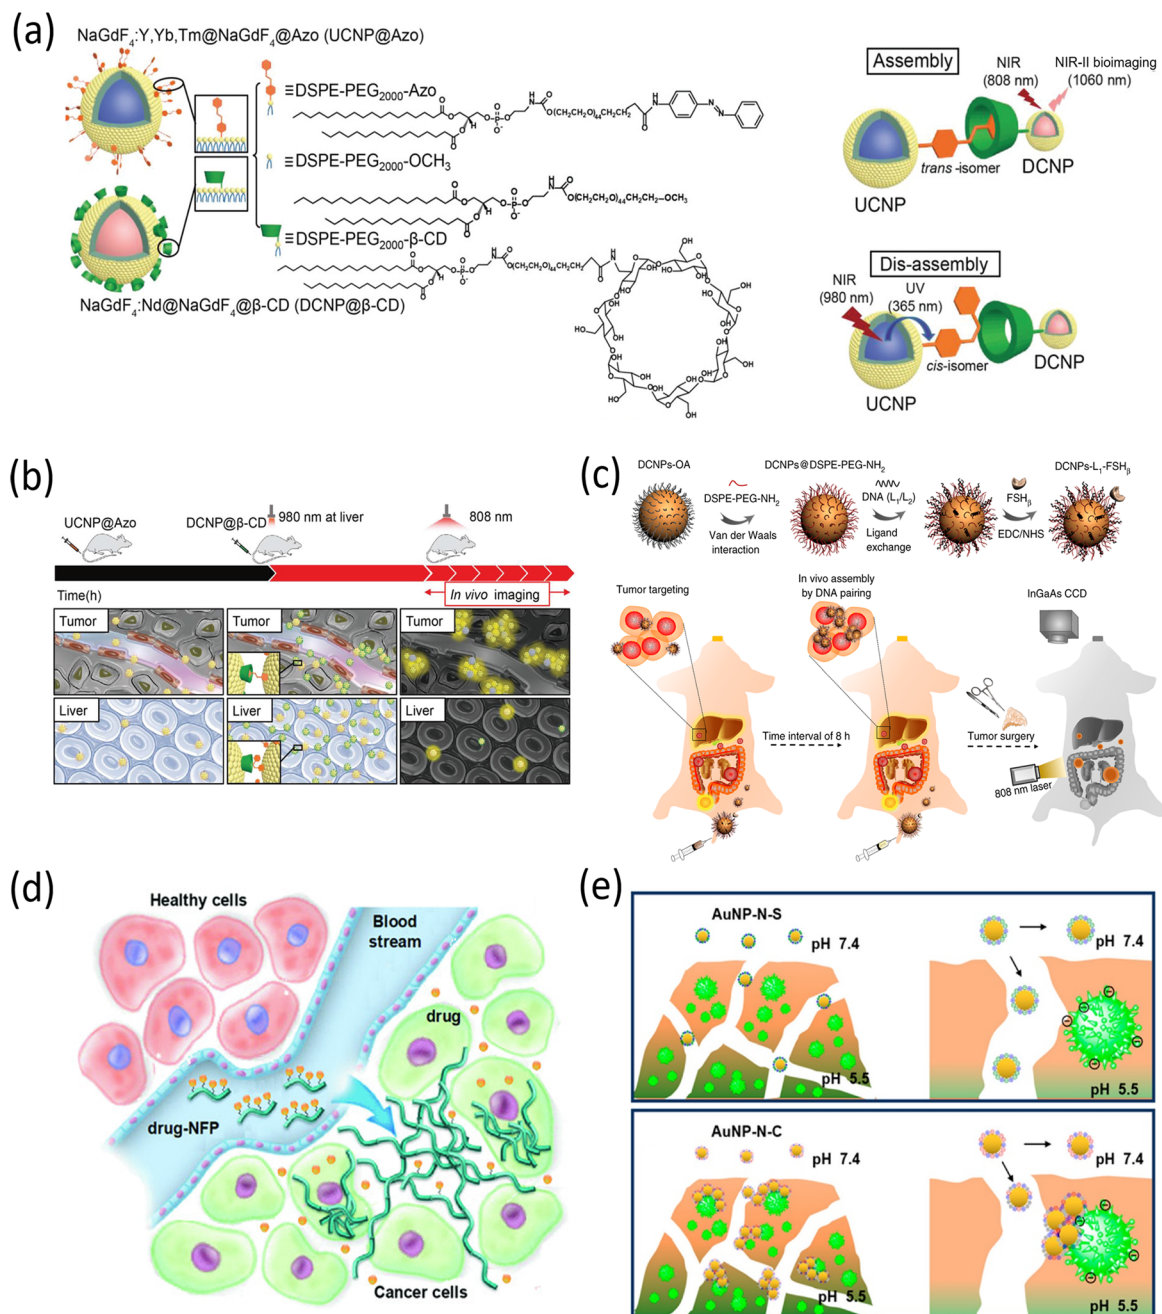 (a)
NaGdF₄:Y,Yb,Tm@NaGdF₄@Azo (UCNP@Azo)
≡DSPE-PEG₂₀₀₀-Azo
≡DSPE-PEG₂₀₀₀-OCH₃
≡DSPE-PEG₂₀₀₀-β-CD
NaGdF₄:Nd@NaGdF₄@β-CD (DCNP@β-CD)
Assembly
NIR
(808 nm)
NIR-II bioimaging
(1060 nm)
trans-isomer
DCNP
UCNP
Dis-assembly
NIR
(980 nm)
UV
(365 nm)
cis-isomer
DCNP
UCNP
(b)
UCNP@Azo
DCNP@β-CD
980 nm at liver
808 nm
Time(h)
In vivo imaging
Tumor
Tumor
Tumor
Liver
Liver
Liver
(c)
DCNPs-OA
DCNPs@DSPE-PEG-NH₂
DCNPs-L₁-FSHᵦ
DSPE-PEG-NH₂
DNA (L₁/L₂)
FSHᵦ
Van der Waals
interaction
Ligand
exchange
EDC/NHS
Tumor targeting
In vivo assembly
by DNA pairing
InGaAs CCD
Time interval of 8 h
Tumor surgery
808 nm laser
(d)
Healthy cells
Blood
stream
drug
drug-NFP
Cancer cells
(e)
AuNP-N-S
pH 7.4
pH 5.5
pH 7.4
pH 5.5
AuNP-N-C
pH 7.4
pH 5.5
pH 7.4
pH 5.5